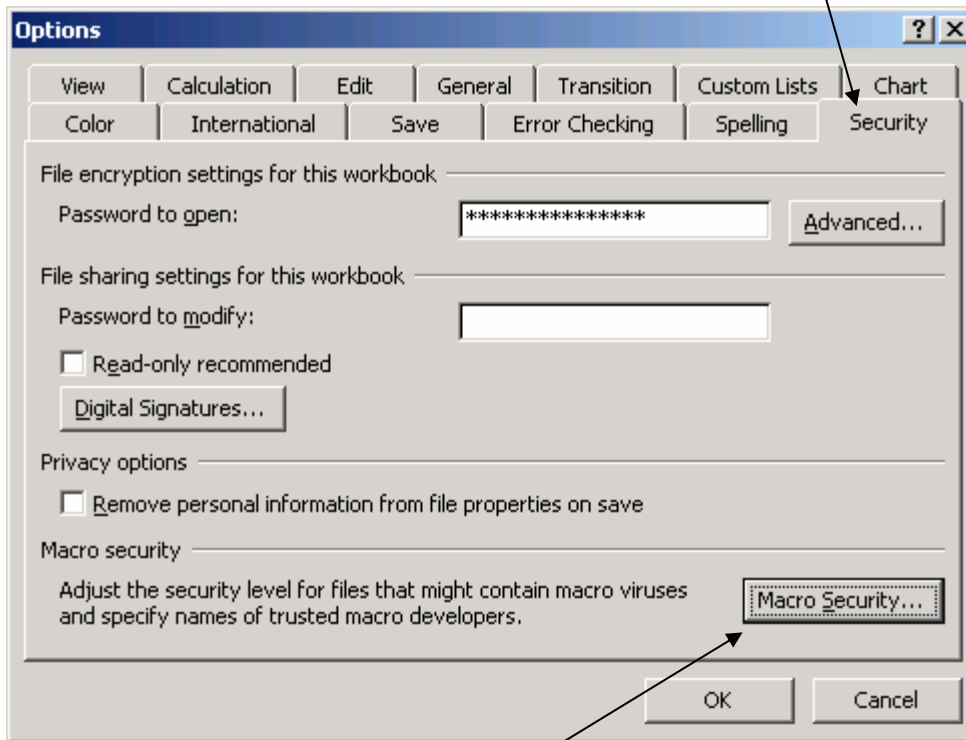 Options
View Calculation Edit General Transition Custom Lists Chart
Color International Save Error Checking Spelling Security
File encryption settings for this workbook
Password to open: *************** Advanced...
File sharing settings for this workbook
Password to modify:
Read-only recommended
Digital Signatures...
Privacy options
Remove personal information from file properties on save
Macro security
Adjust the security level for files that might contain macro viruses
and specify names of trusted macro developers.
Macro Security...
OK Cancel